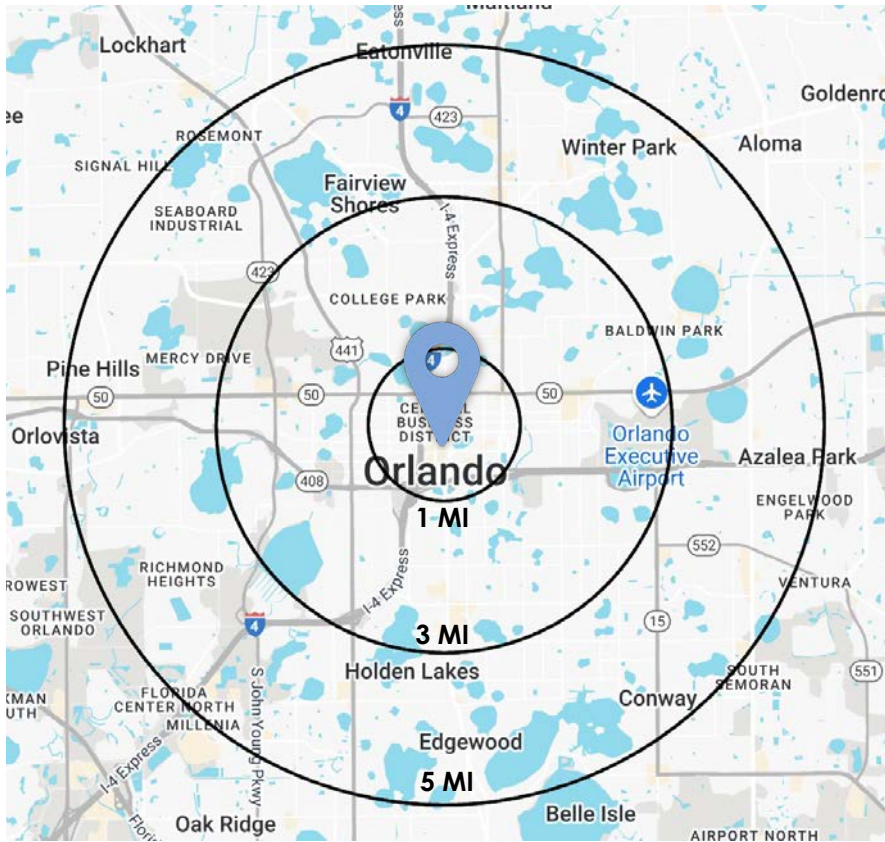 Maitland
Lockhart
ess
Eatonville
Goldenro
ee
4
423
ROSEMONT
Winter Park
Aloma
SIGNAL HILL
Fairview
Shores
SEABOARD
INDUSTRIAL
I-4 Express
423
COLLEGE PARK
BALDWIN PARK
441
4
MERCY DRIVE
Pine Hills
50
50
50
CENTRAL
BUSINESS
DISTRICT
Orlovista
Orlando
Executive
Airport
Azalea Park
Orlando
408
ENGELWOOD
PARK
1 MI
552
RICHMOND
HEIGHTS
I-4 Express
VENTURA
ROWEST
SOUTHWEST
ORLANDO
4
15
3 MI
Holden Lakes
SOUTH
SEMORAN
551
S John Young Pkwy
KMAN
UTH
FLORIDA
CENTER NORTH
MILLENIA
Conway
Edgewood
I-4 Express
5 MI
Florid
Oak Ridge
Belle Isle
AIRPORT NORTH